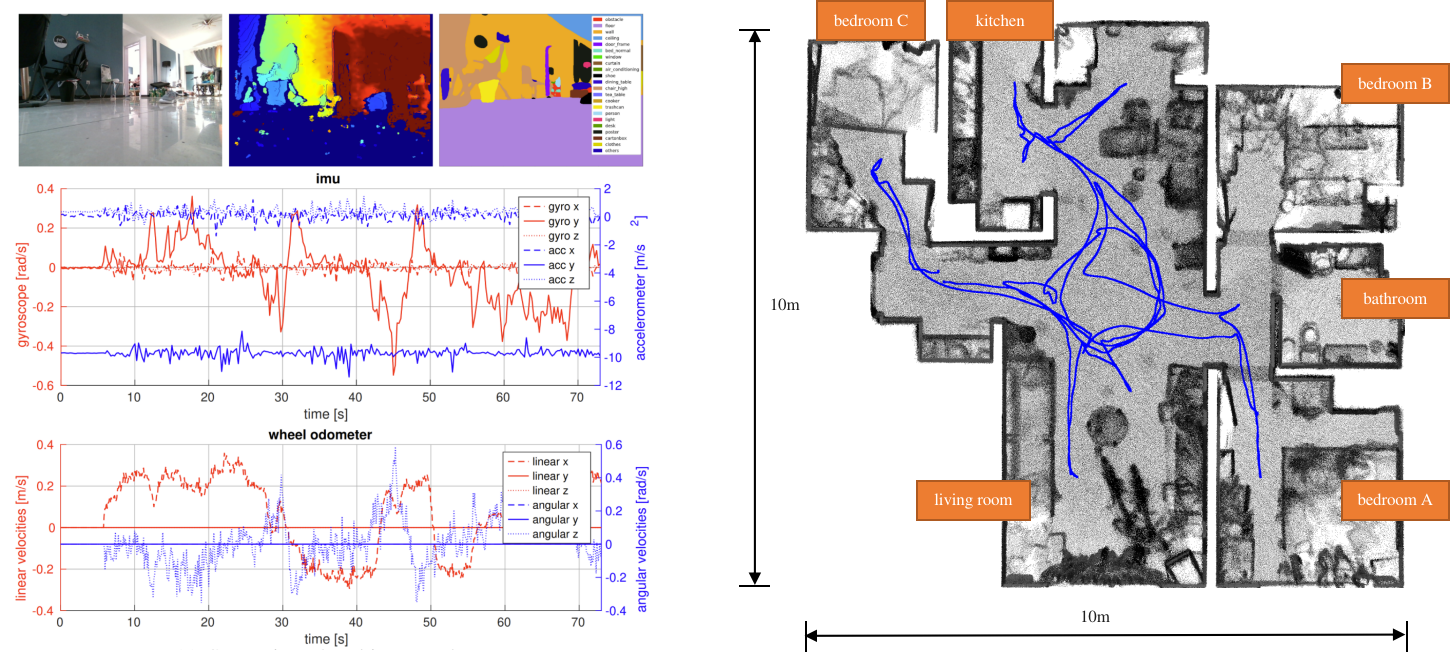 obstacle
floor
wall
ceiling
door_frame
bed_normal
window
curtain
air_conditioning
chair
dining_table
chair_high
tea_table
cooker
trashcan
person
light
desk
poster
cartonbox
clothes
others
imu
0.4
0.2
0
-0.2
-0.4
-0.6
gyroscope [rad/s]
2
0
-2
-4
-6
-8
-10
-12
accelerometer [m/s
2
]
gyro x
gyro y
gyro z
acc x
acc y
acc z
0
10
20
30
40
50
60
70
time [s]
wheel odometer
0.4
0.2
0
-0.2
-0.4
linear velocities [m/s]
0.6
0.4
0.2
0
-0.2
-0.4
angular velocities [rad/s]
linear x
linear y
linear z
angular x
angular y
angular z
0
10
20
30
40
50
60
70
time [s]
bedroom C
kitchen
bedroom B
bathroom
living room
bedroom A
10m
10m